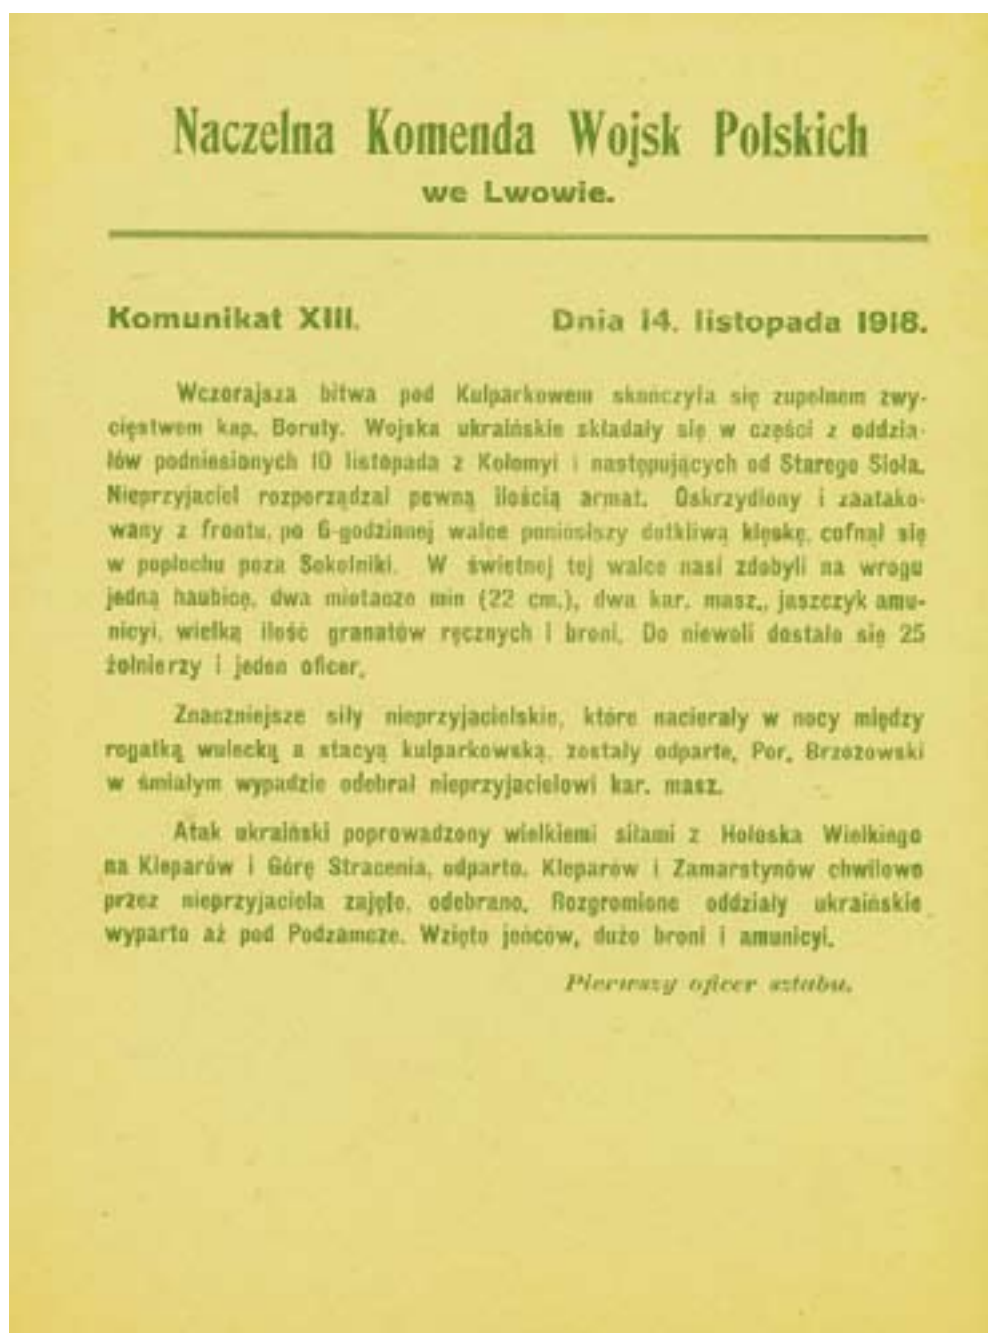 Naczelna Komenda Wojsk Polskich
we Lwowie.
Komunikat XIII. Dnia 14. listopada 1918.
Wczorajsza bitwa pod Kulparkowem skończyła się zupełnem zwy-
cięstwem kap. Boruty. Wojska ukraińskie składały się w części z oddzia-
łów podniesionych 10 listopada z Kołomyi i następujących od Starego Sioła.
Nieprzyjaciel rozporządzał pewną ilością armat. Oskrzydlony i zaatako-
wany z frontu, po 6-godzinnej walce poniósłszy dotkliwą klęskę, cofnął się
w popłochu poza Sokolniki. W świetnej tej walce nasi zdobyli na wrogu
jedną haubicę, dwa miotacze min (22 cm.), dwa kar. masz., jaszczyk amu-
nicyi, wielką ilość granatów ręcznych i broni. Do niewoli dostało się 25
żołnierzy i jeden oficer.
Znaczniejsze siły nieprzyjacielskie, które nacierały w nocy między
rogatką wulecką a stacyą kulparkowską, zostały odparte. Por. Brzozowski
w śmiałym wypadzie odebrał nieprzyjacielowi kar. masz.
Atak ukraiński poprowadzony wielkiemi siłami z Hołoska Wielkiego
na Kleparów i Górę Stracenia, odparto. Kleparów i Zamarstynów chwilowo
przez nieprzyjaciela zajęte, odebrano. Rozgromione oddziały ukraińskie
wyparto aż pod Podzamcze. Wzięto jeńców, dużo broni i amunicyi.
Pierwszy oficer sztabu.